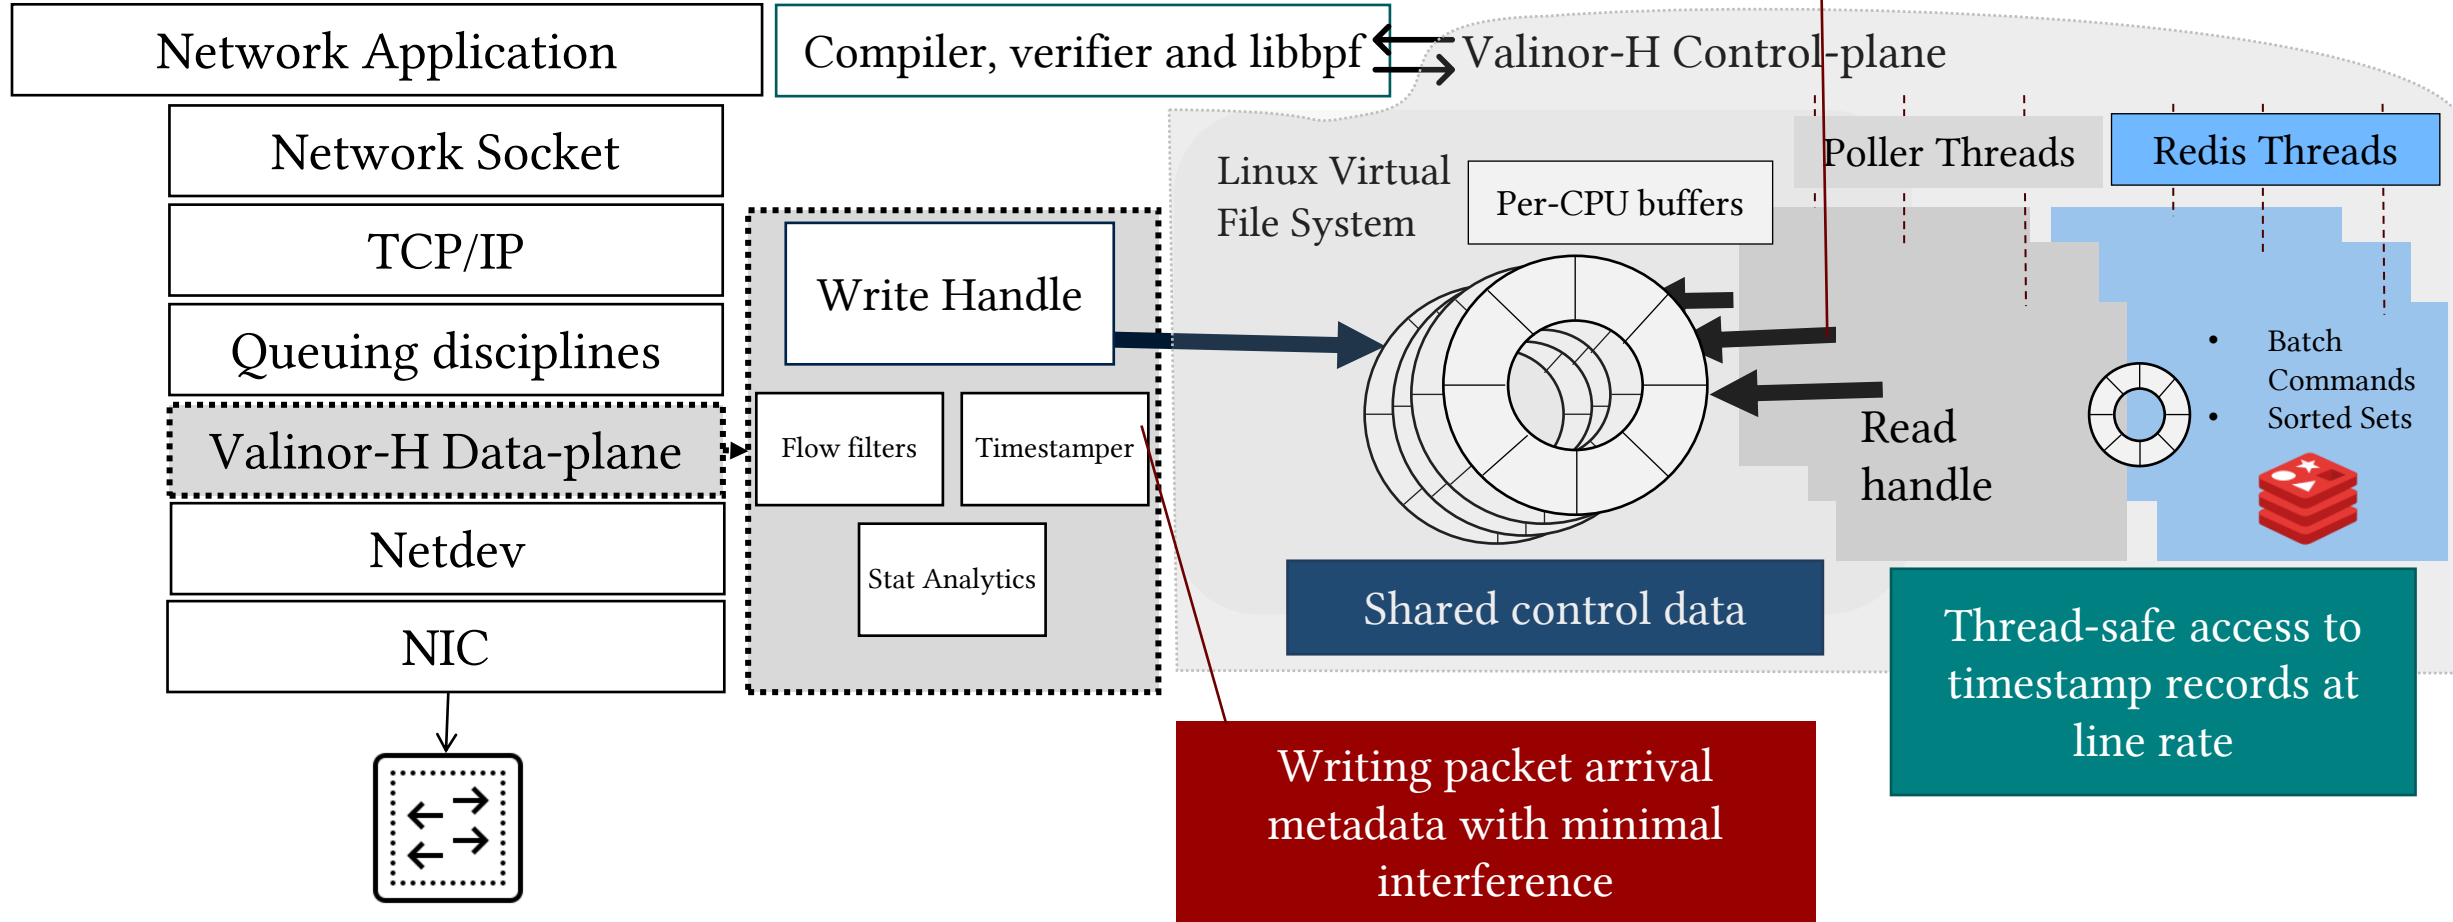 Network Application
Compiler, verifier and libbpf
Valinor-H Control-plane
Network Socket
TCP/IP
Queuing disciplines
Valinor-H Data-plane
Netdev
NIC
Write Handle
Flow filters
Timestamper
Stat Analytics
Linux Virtual
File System
Per-CPU buffers
Poller Threads
Redis Threads
Read
handle
• Batch
Commands
• Sorted Sets
Shared control data
Thread-safe access to
timestamp records at
line rate
Writing packet arrival
metadata with minimal
interference